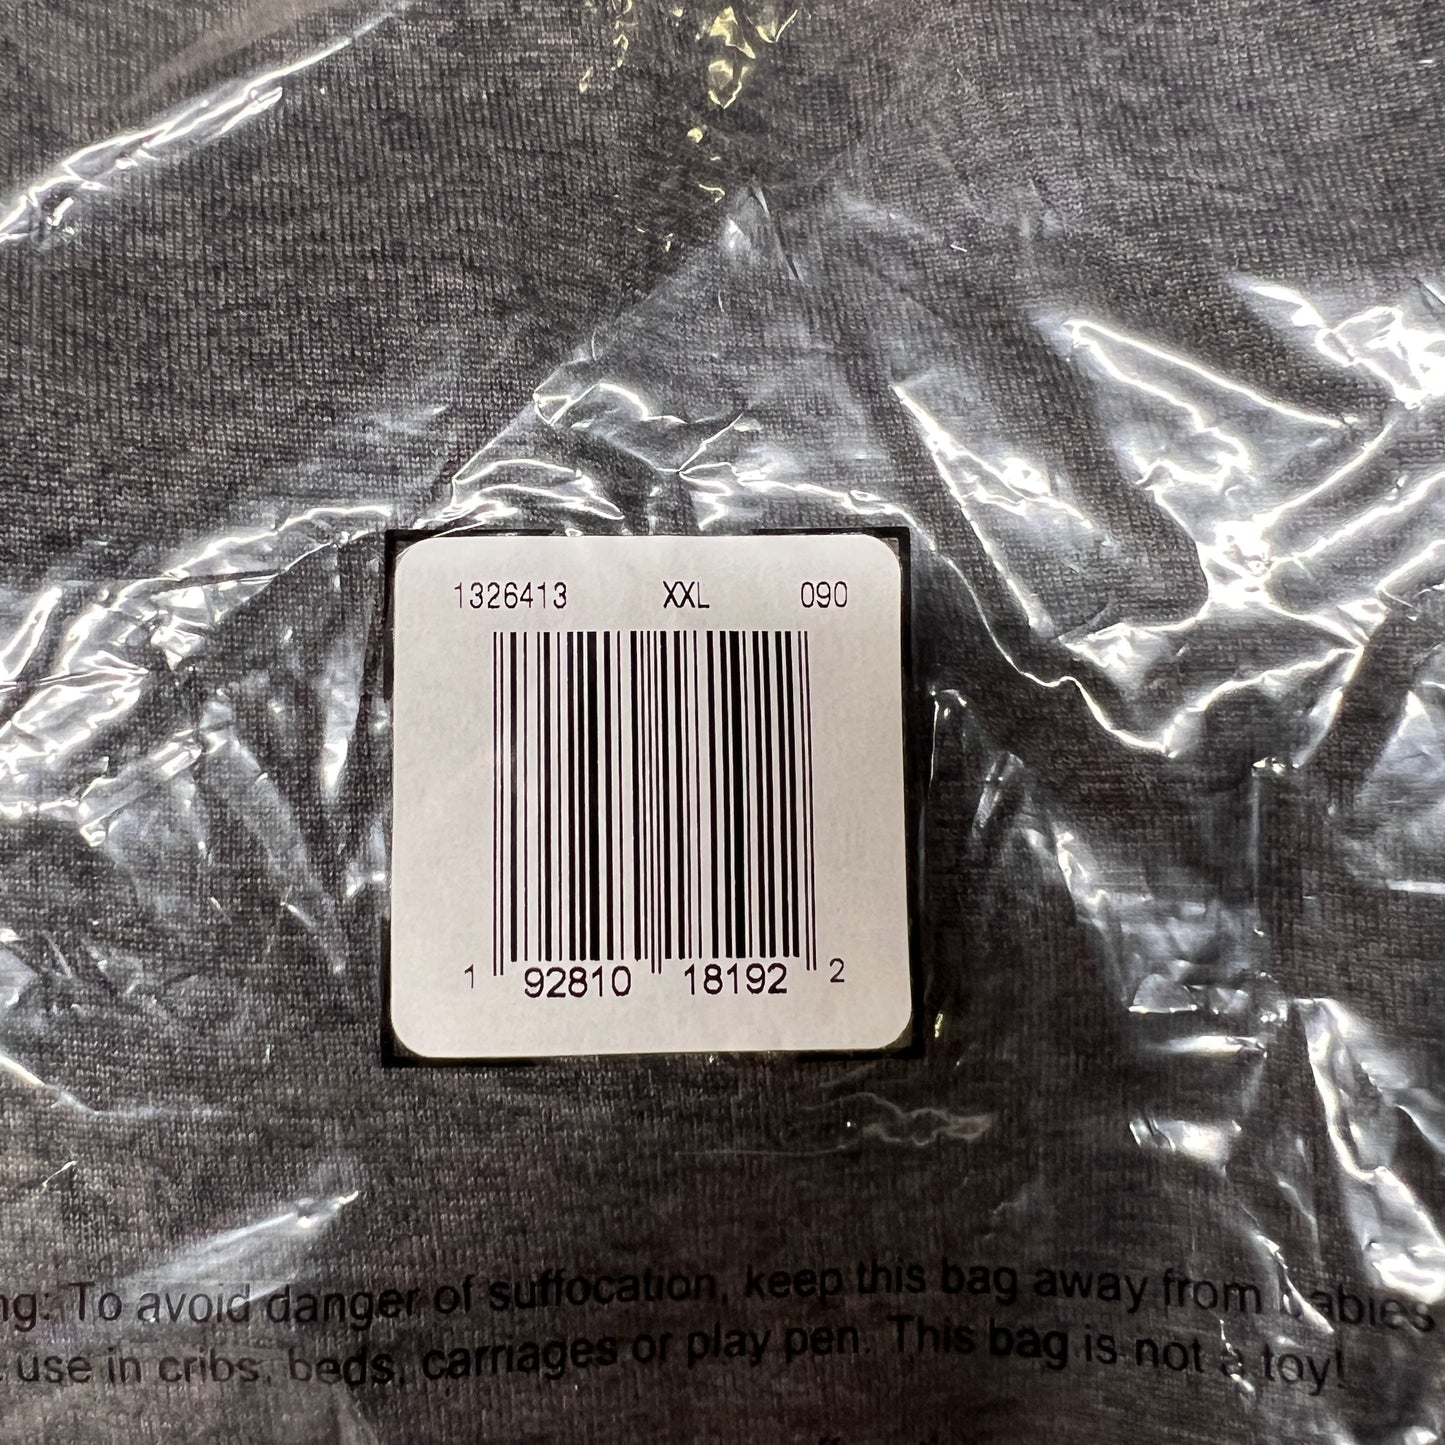 1326413 XXL 090
1 92810 18192 2
ng: To avoid danger of suffocation, keep this bag away from babies
use in cribs, beds, carriages or play pen. This bag is not a toy!